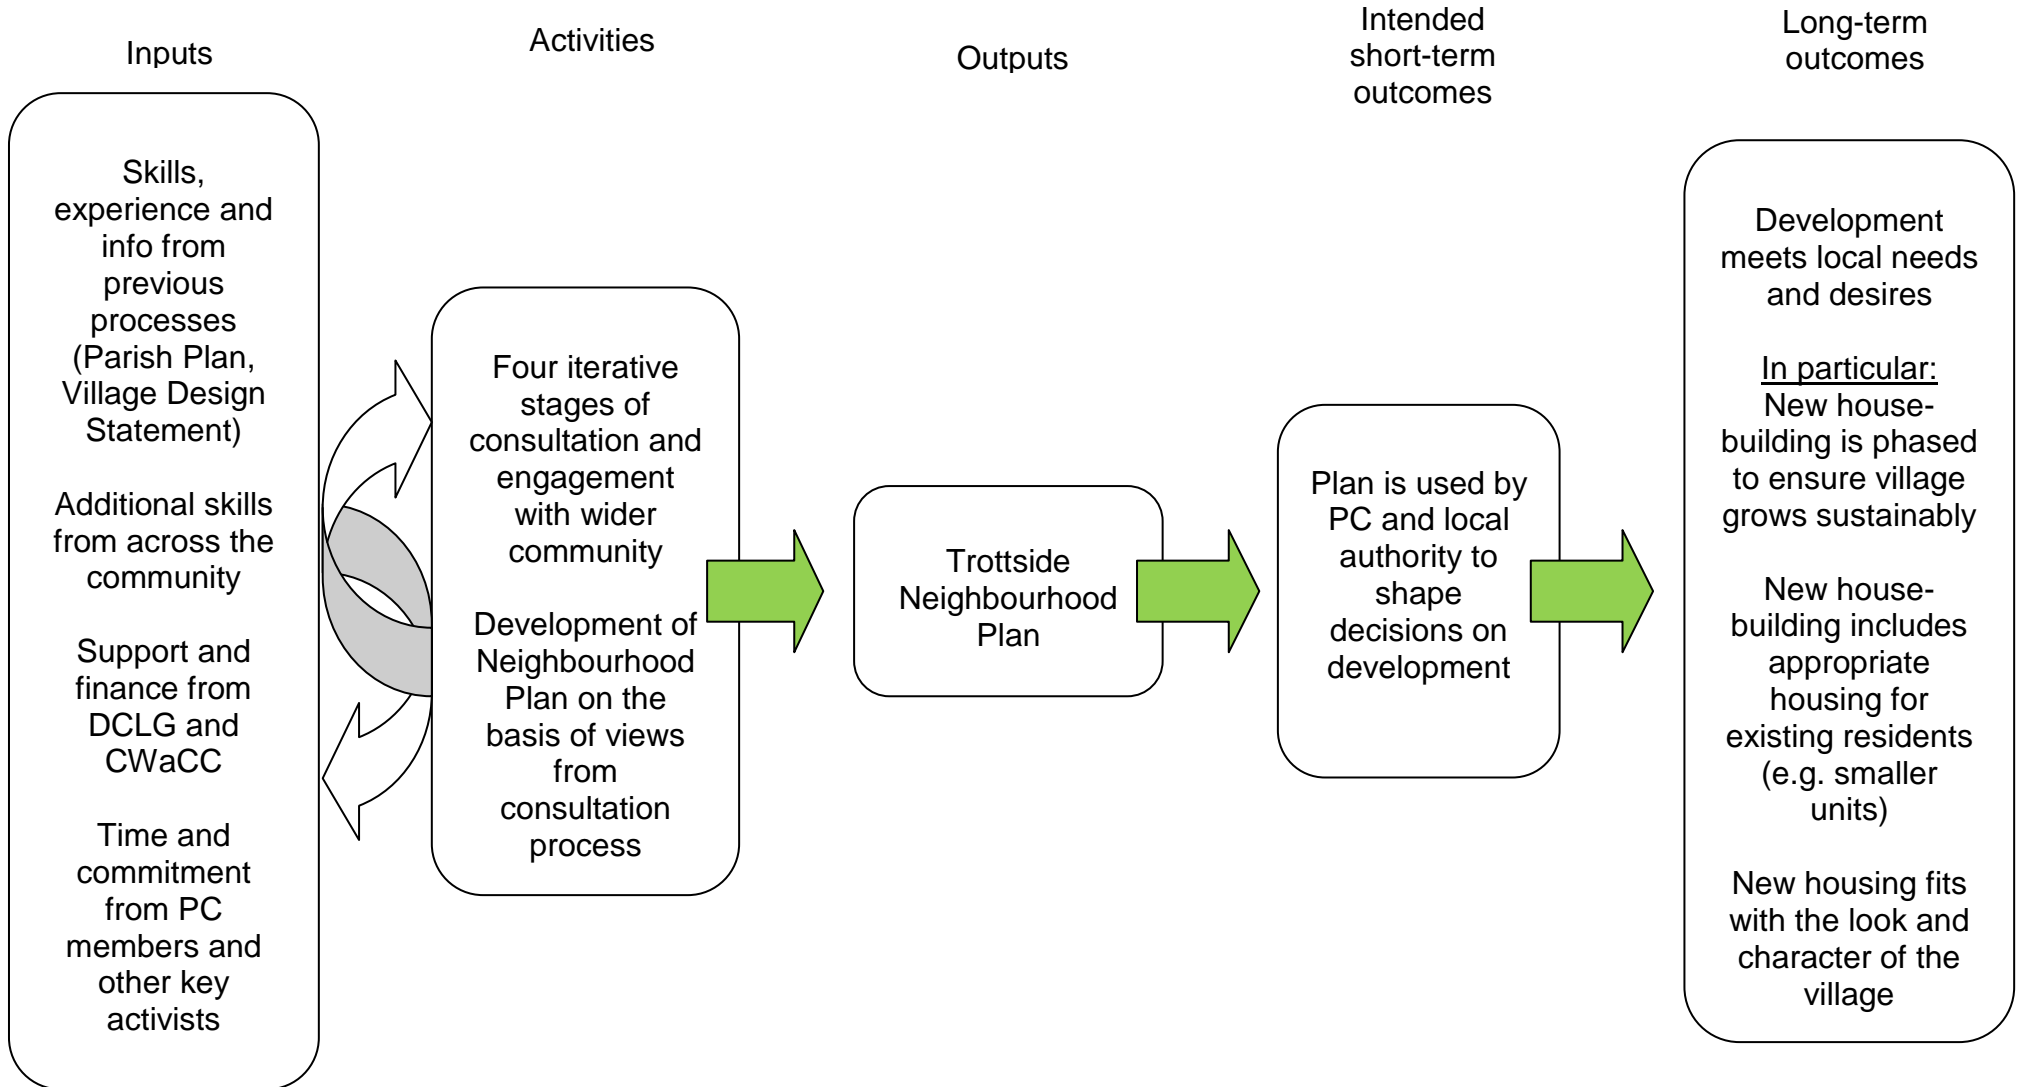 Inputs
Activities
Outputs
Intended
short-term
outcomes
Long-term
outcomes
Skills,
experience and
info from
previous
processes
(Parish Plan,
Village Design
Statement)
Additional skills
from across the
community
Support and
finance from
DCLG and
CWaCC
Time and
commitment
from PC
members and
other key
activists
Four iterative
stages of
consultation and
engagement
with wider
community
Development of
Neighbourhood
Plan on the
basis of views
from
consultation
process
Trottside
Neighbourhood
Plan
Plan is used by
PC and local
authority to
shape
decisions on
development
Development
meets local needs
and desires
In particular:
New house-
building is phased
to ensure village
grows sustainably
New house-
building includes
appropriate
housing for
existing residents
(e.g. smaller
units)
New housing fits
with the look and
character of the
village